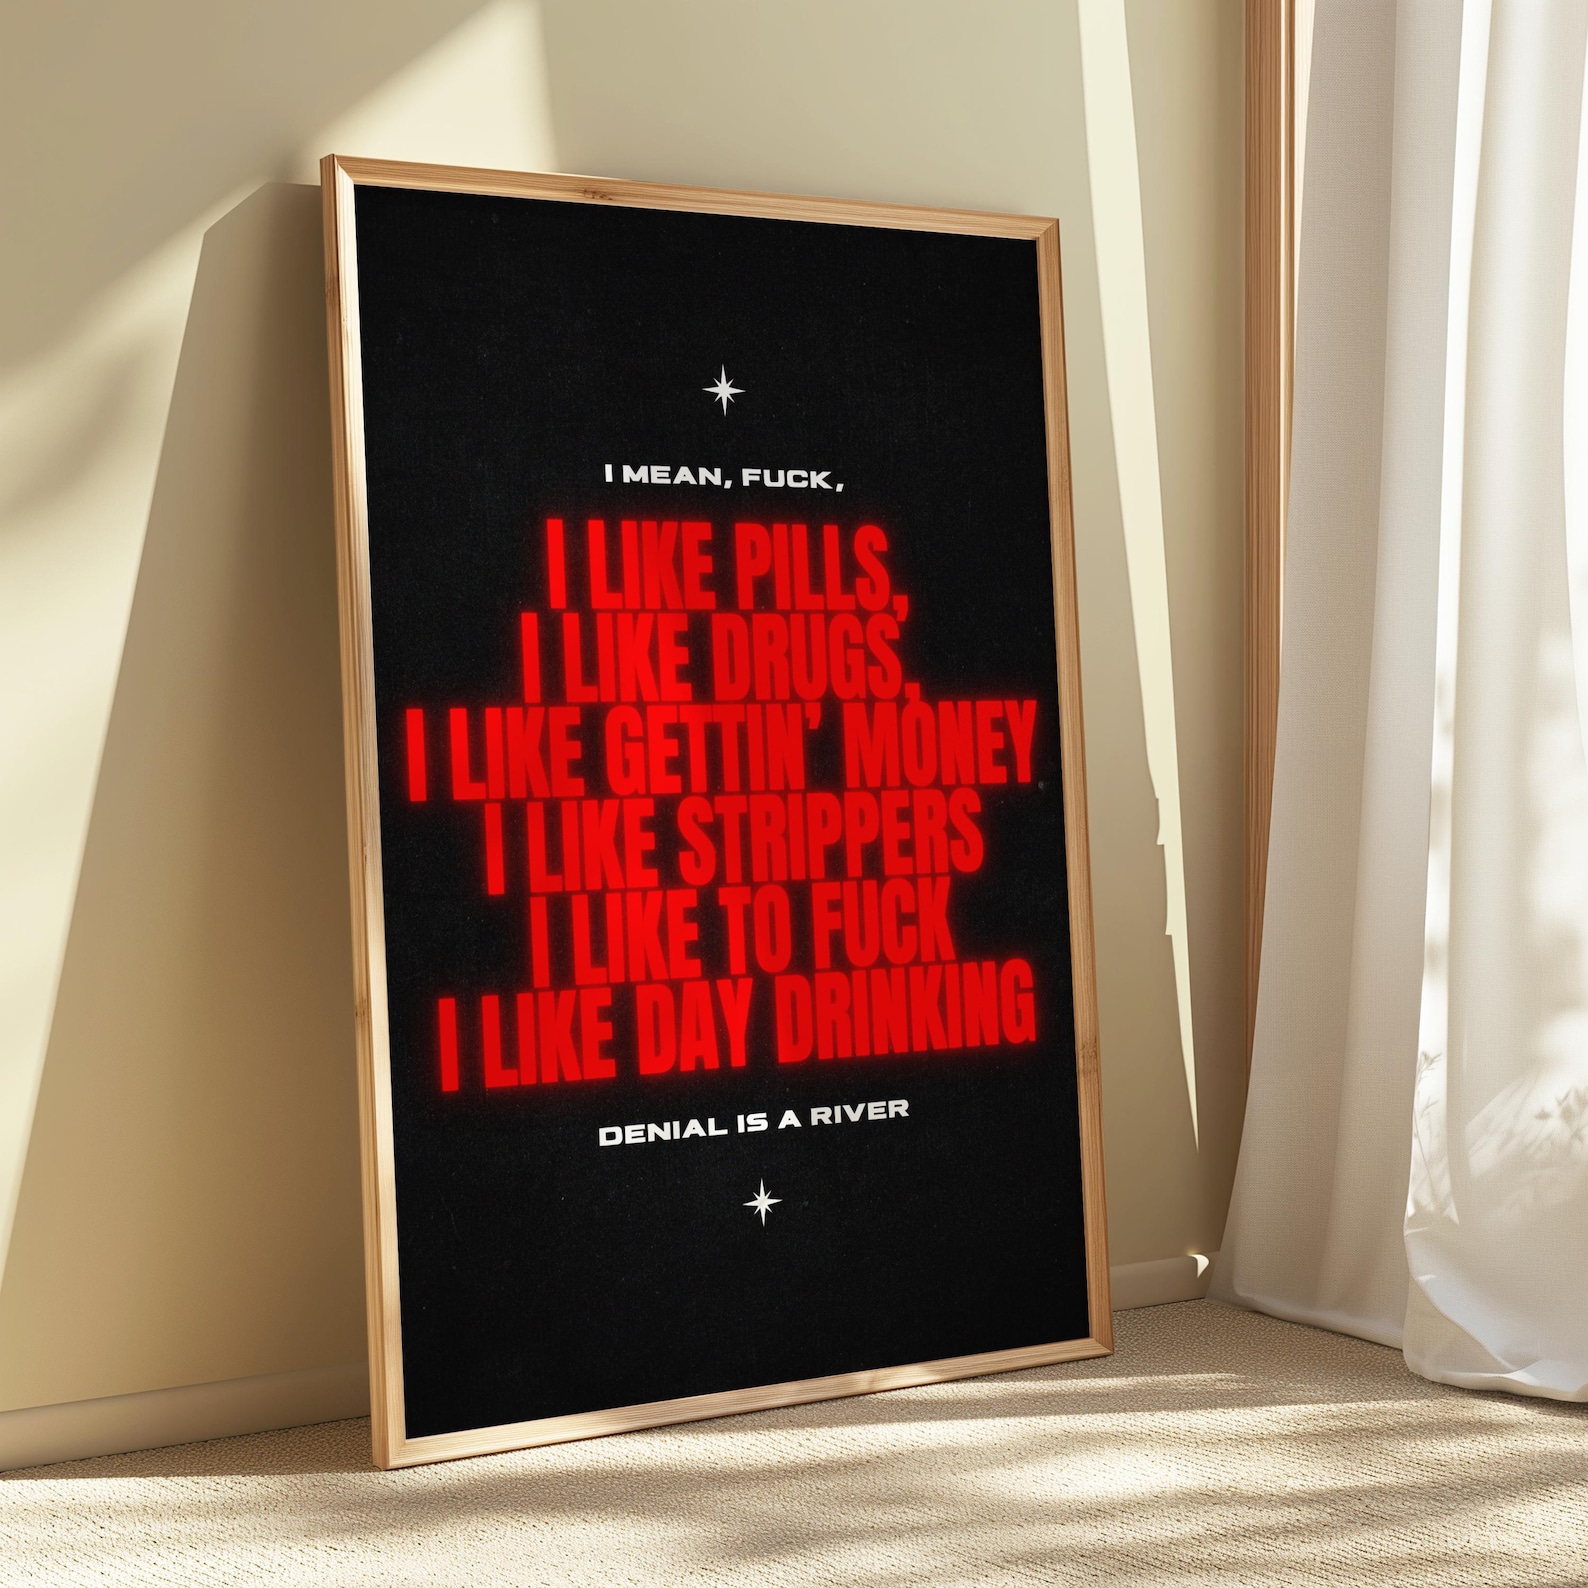 I MEAN, FUCK,
I LIKE PILLS,
I LIKE DRUGS,
I LIKE GETTIN' MONEY
I LIKE STRIPPERS
I LIKE TO FUCK
I LIKE DAY DRINKING
DENIAL IS A RIVER